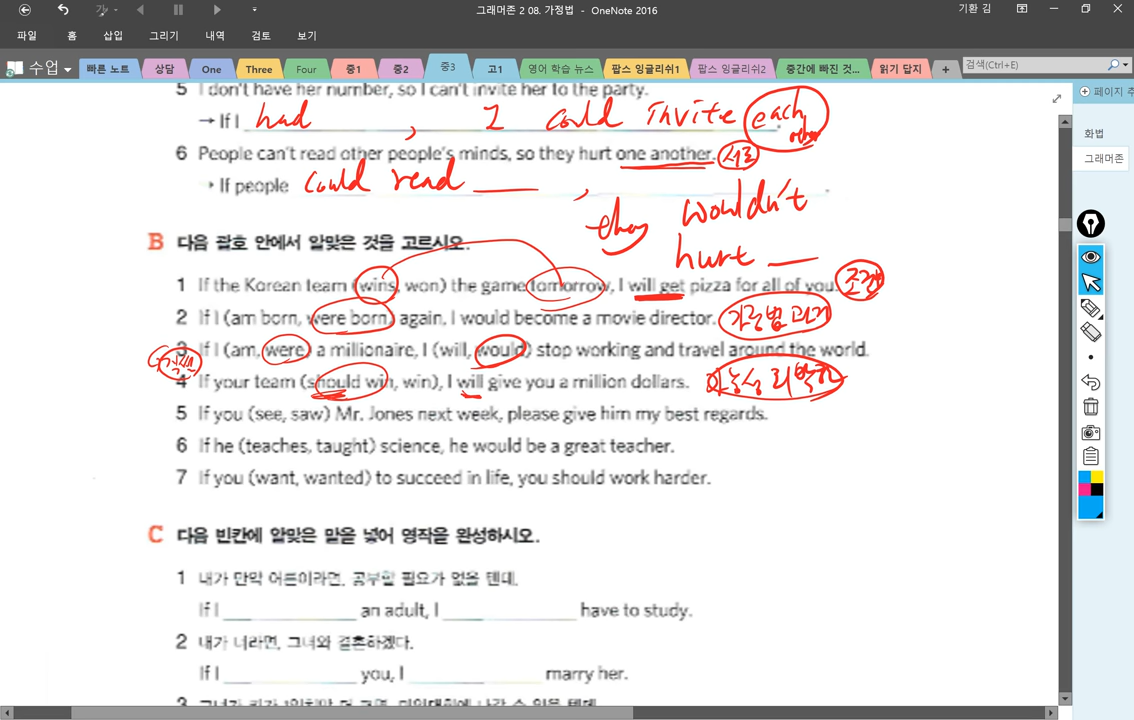 그래머존 2 08. 가정법 - OneNote 2016
기환 김
파일 홈 삽입 그리기 내역 검토 보기
수업 빠른 노트 상담 One Three Four 중1 중2 중3 고1 영어 학습 뉴스 팝스 잉글리쉬1 팝스 잉글리쉬2 중간에 빠진 것... 읽기 답지 + 검색(Ctrl+E)
페이지 추
화법
그래머존
5 I don't have her number, so I can't invite her to the party.
→ If I had , I could invite each other
6 People can't read other people's minds, so they hurt one another. 서로
→ If people could read ,
they wouldn't
hurt
B 다음 괄호 안에서 알맞은 것을 고르시오.
1 If the Korean team (wins, won) the game tomorrow, I will get pizza for all of you. 조건
2 If I (am born, were born) again, I would become a movie director. 가정법 과거
3 If I (am, were) a millionaire, I (will, would) stop working and travel around the world.
4 If your team (should win, win), I will give you a million dollars. 가능성 희박한
5 If you (see, saw) Mr. Jones next week, please give him my best regards.
6 If he (teaches, taught) science, he would be a great teacher.
7 If you (want, wanted) to succeed in life, you should work harder.
C 다음 빈칸에 알맞은 말을 넣어 영작을 완성하시오.
1 내가 만약 어른이라면, 공부할 필요가 없을 텐데.
If I an adult, I have to study.
2 내가 너라면, 그녀와 결혼하겠다.
If I you, I marry her.